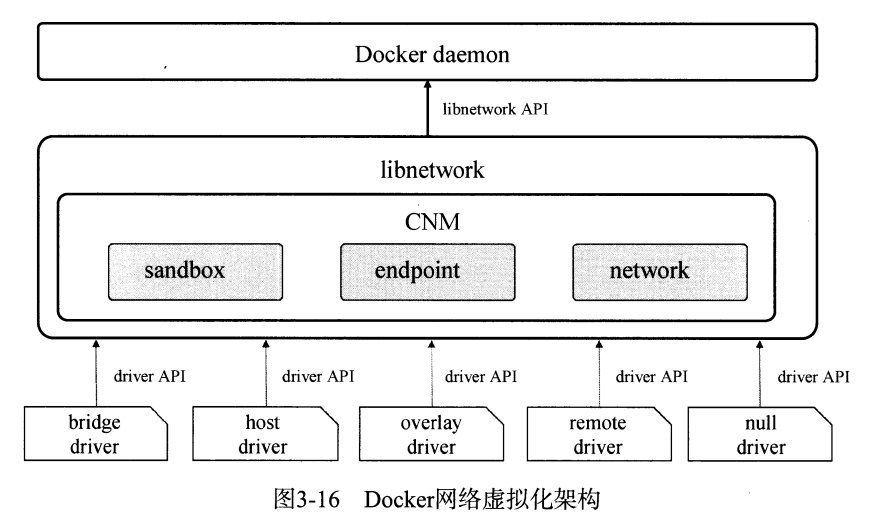 Docker daemon
libnetwork API
libnetwork
CNM
sandbox endpoint network
driver API driver API driver API driver API driver API
bridge host overlay remote null
driver driver driver driver driver
图3-16 Docker网络虚拟化架构